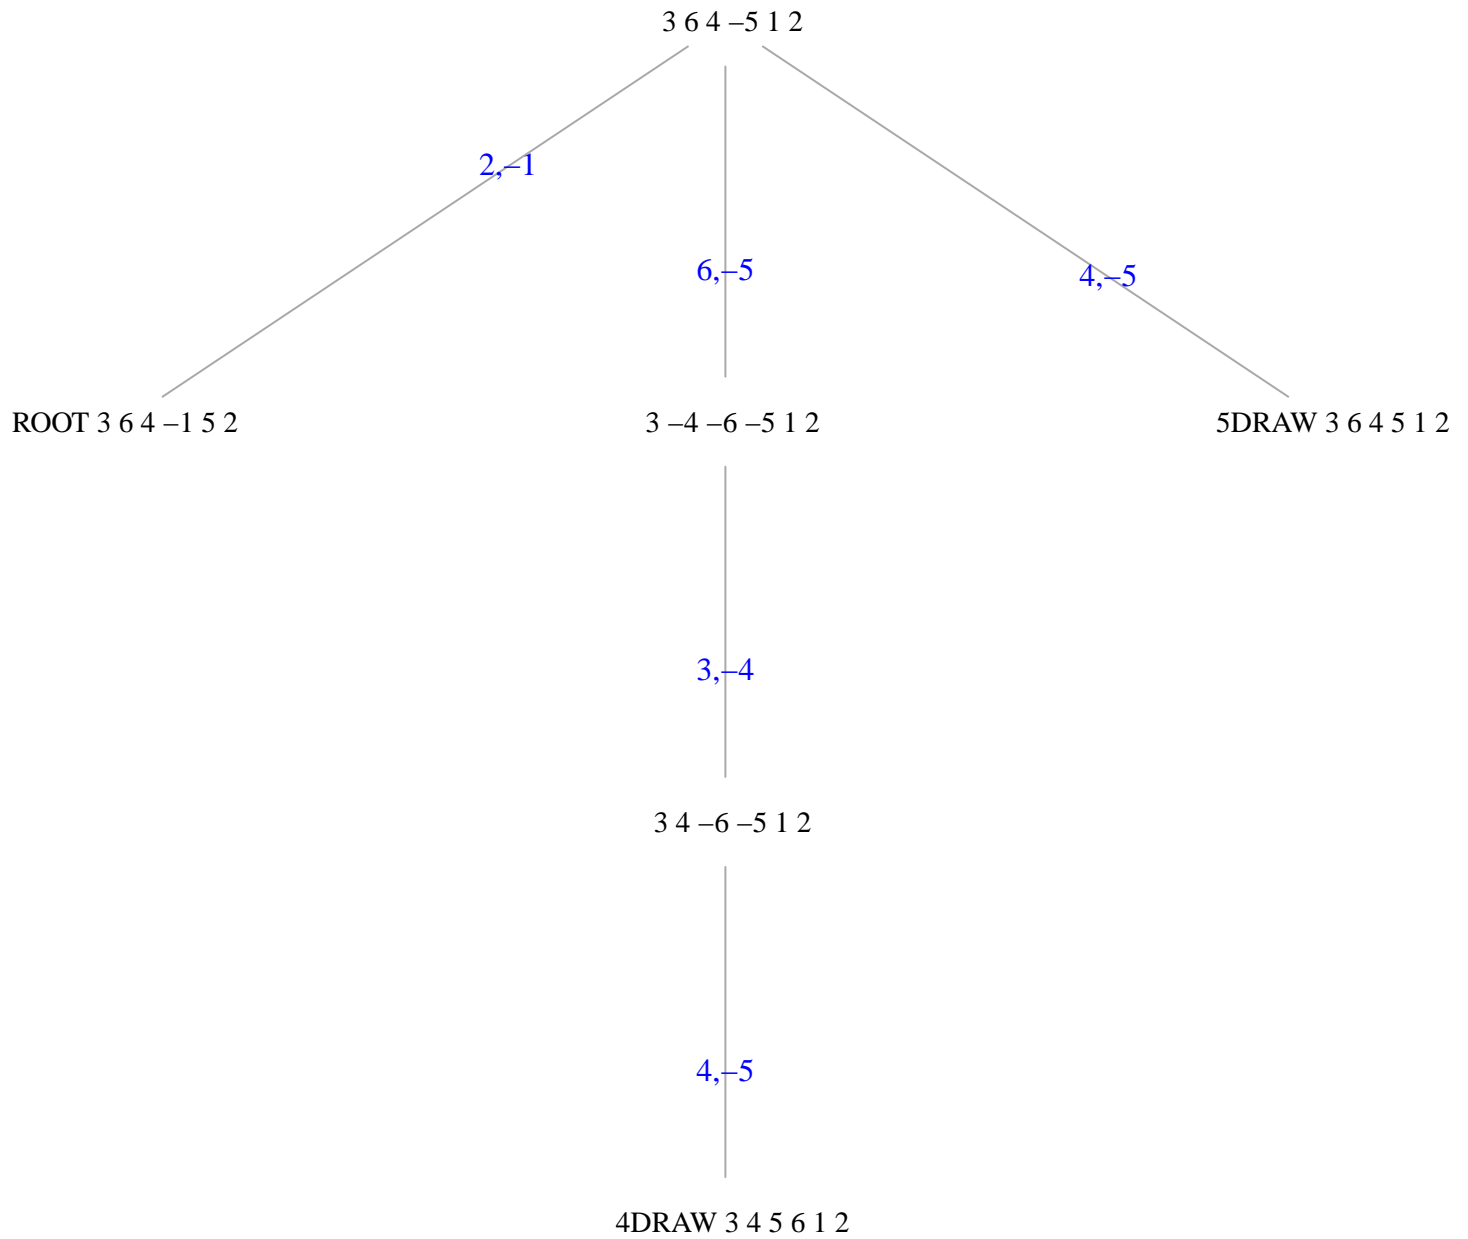 3 6 4 –5 1 2
2,–1
6,–5
4,–5
ROOT 3 6 4 –1 5 2
3 –4 –6 –5 1 2
5DRAW 3 6 4 5 1 2
3,–4
3 4 –6 –5 1 2
4,–5
4DRAW 3 4 5 6 1 2